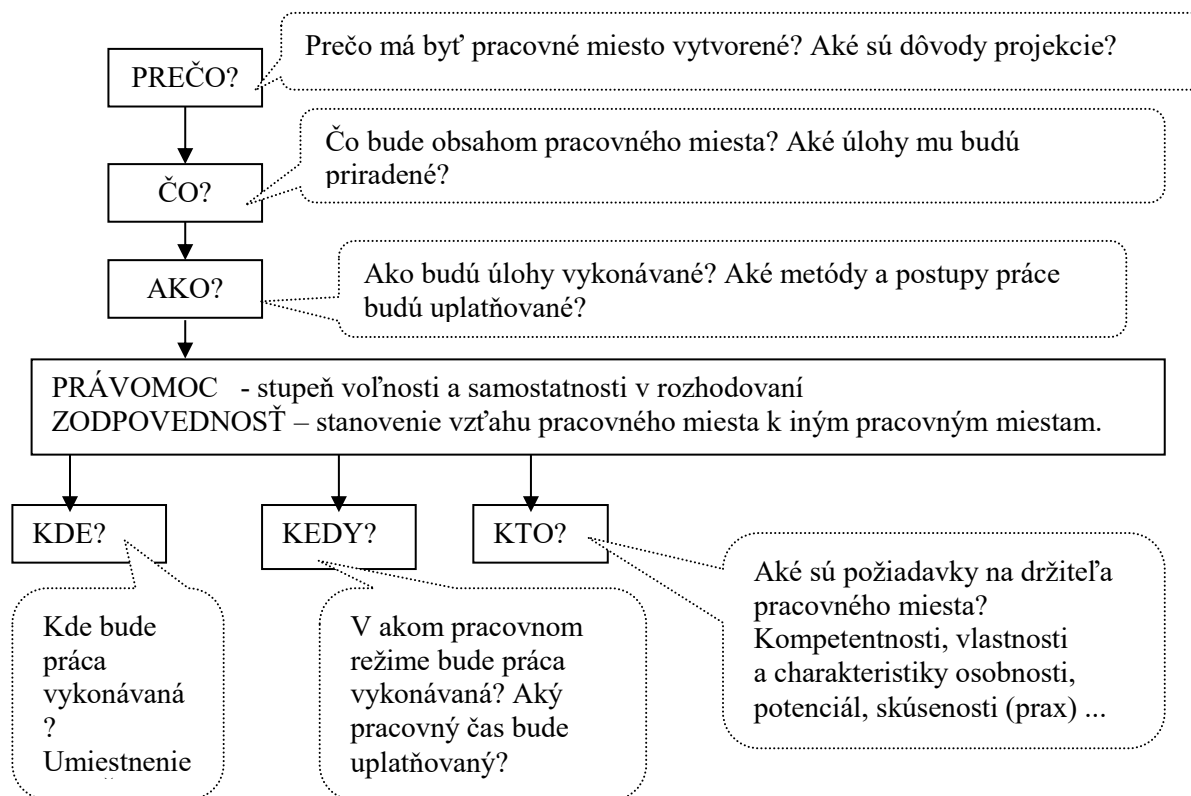 Prečo má byť pracovné miesto vytvorené? Aké sú dôvody projekcie?
PREČO?
Čo bude obsahom pracovného miesta? Aké úlohy mu budú
priradené?
ČO?
Ako budú úlohy vykonávané? Aké metódy a postupy práce
budú uplatňované?
AKO?
PRÁVOMOC - stupeň voľnosti a samostatnosti v rozhodovaní
ZODPOVEDNOSŤ – stanovenie vzťahu pracovného miesta k iným pracovným miestam.
KDE?
KEDY?
KTO?
Kde bude
práca
vykonávaná
?
Umiestnenie
V akom pracovnom
režime bude práca
vykonávaná? Aký
pracovný čas bude
uplatňovaný?
Aké sú požiadavky na držiteľa
pracovného miesta?
Kompetentnosti, vlastnosti
a charakteristiky osobnosti,
potenciál, skúsenosti (prax) ...